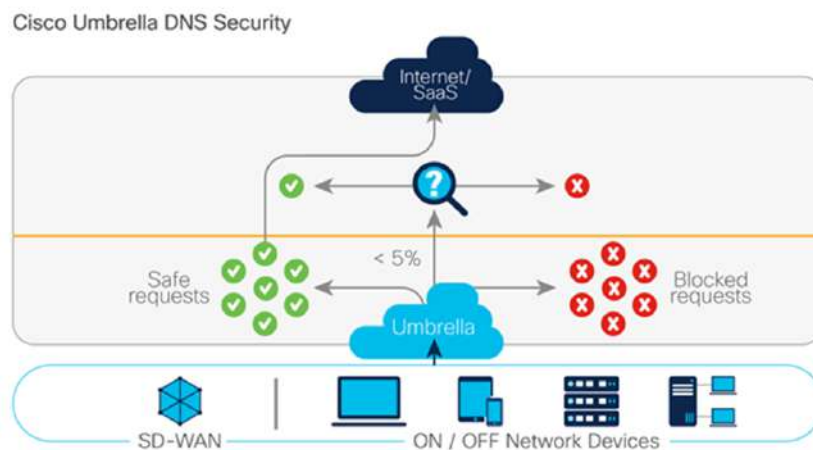 Cisco Umbrella DNS Security
Internet/
SaaS
?
< 5%
Safe
requests
Blocked
requests
Umbrella
SD-WAN
ON / OFF Network Devices